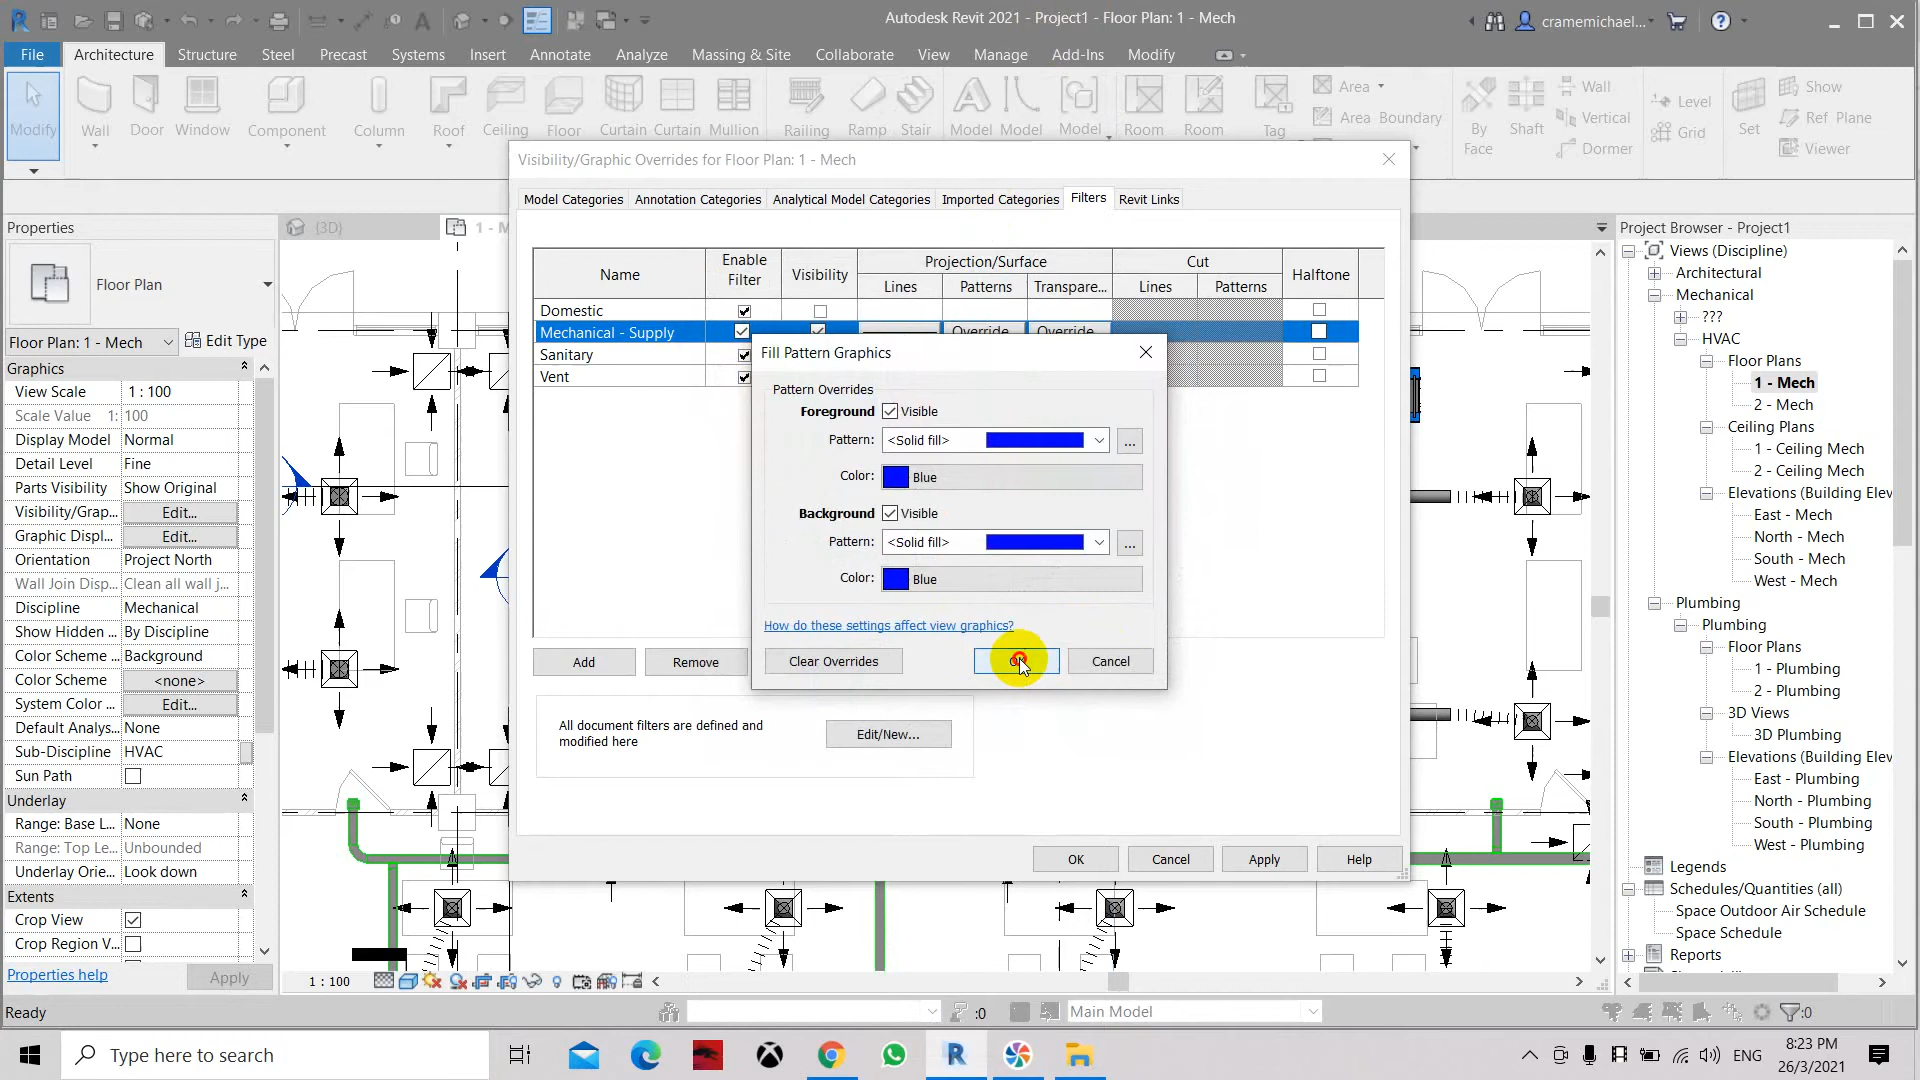 Autodesk Revit 2021 - Project1 - Floor Plan: 1 - Mech
cramemichael...
File Architecture Structure Steel Precast Systems Insert Annotate Analyze Massing & Site Collaborate View Manage Add-Ins Modify
Modify Wall Door Window Component Column Roof Ceiling Floor Curtain Curtain Mullion Railing Ramp Stair Model Model Model Room Room Tag
Area
Area Boundary
By Face Shaft
Wall
Vertical
Dormer
Level
Grid
Set
Show
Ref Plane
Viewer
Properties
Floor Plan
Floor Plan: 1 - Mech Edit Type
Graphics
View Scale 1 : 100
Scale Value 1: 100
Display Model Normal
Detail Level Fine
Parts Visibility Show Original
Visibility/Grap... Edit...
Graphic Displ... Edit...
Orientation Project North
Wall Join Disp... Clean all wall j...
Discipline Mechanical
Show Hidden ... By Discipline
Color Scheme ... Background
Color Scheme <none>
System Color ... Edit...
Default Analys... None
Sub-Discipline HVAC
Sun Path
Underlay
Range: Base L... None
Range: Top Le... Unbounded
Underlay Orie... Look down
Extents
Crop View
Crop Region V...
Properties help Apply
(3D)
1 - M
Visibility/Graphic Overrides for Floor Plan: 1 - Mech
Model Categories Annotation Categories Analytical Model Categories Imported Categories Filters Revit Links
Name Enable Filter Visibility Projection/Surface Cut Halftone
Lines Patterns Transpare... Lines Patterns
Domestic
Mechanical - Supply Override... Override...
Sanitary
Vent
Fill Pattern Graphics
Pattern Overrides
Foreground Visible
Pattern: <Solid fill> ...
Color: Blue
Background Visible
Pattern: <Solid fill> ...
Color: Blue
How do these settings affect view graphics?
Clear Overrides Cancel
Add Remove
All document filters are defined and
modified here
Edit/New...
OK Cancel Apply Help
Project Browser - Project1
Views (Discipline)
Architectural
Mechanical
???
HVAC
Floor Plans
1 - Mech
2 - Mech
Ceiling Plans
1 - Ceiling Mech
2 - Ceiling Mech
Elevations (Building Elev
East - Mech
North - Mech
South - Mech
West - Mech
Plumbing
Plumbing
Floor Plans
1 - Plumbing
2 - Plumbing
3D Views
3D Plumbing
Elevations (Building Elev
East - Plumbing
North - Plumbing
South - Plumbing
West - Plumbing
Legends
Schedules/Quantities (all)
Space Outdoor Air Schedule
Space Schedule
Reports
1 : 100
Ready
:0
Main Model
:0
Type here to search
ENG
8:23 PM
26/3/2021